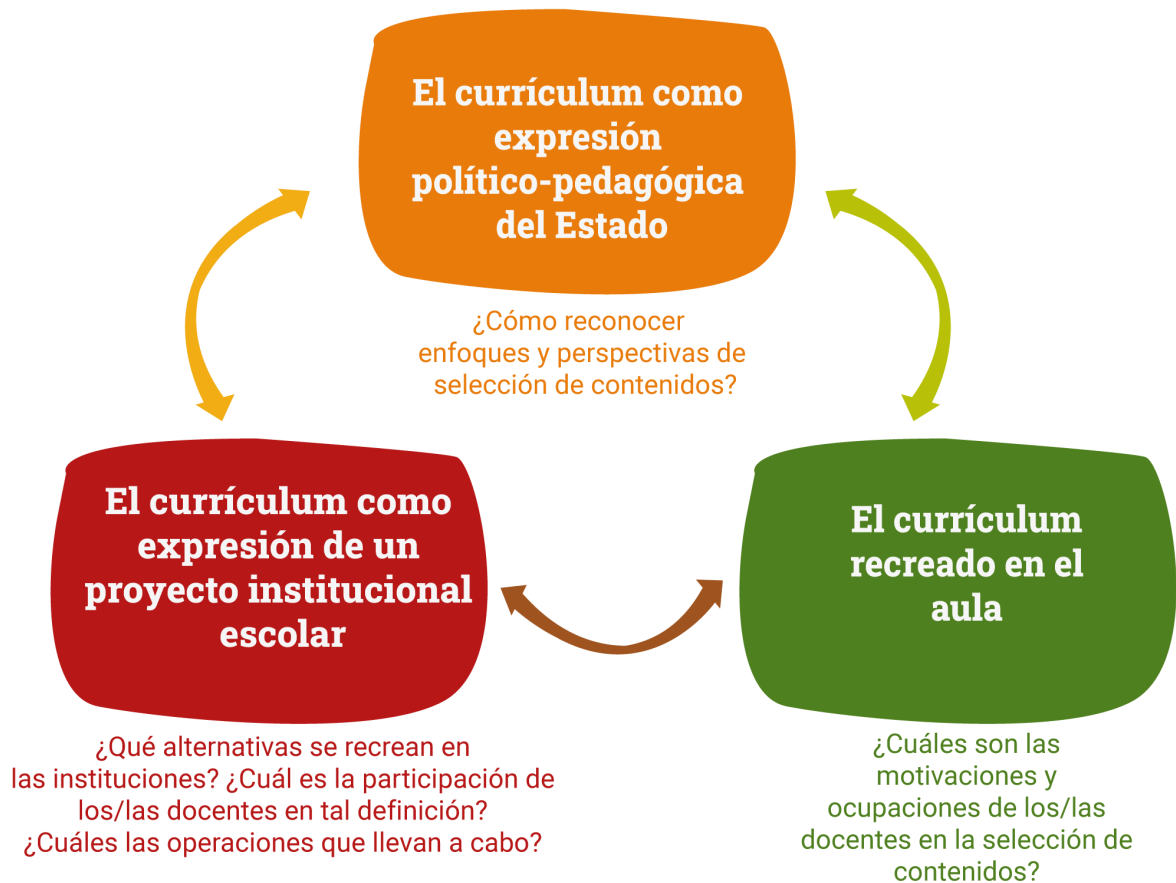 El currículum como
expresión
político-pedagógica
del Estado
¿Cómo reconocer
enfoques y perspectivas de
selección de contenidos?
El currículum como
expresión de un
proyecto institucional
escolar
¿Qué alternativas se recrean en
las instituciones? ¿Cuál es la participación de
los/las docentes en tal definición?
¿Cuáles las operaciones que llevan a cabo?
El currículum
recreado en el
aula
¿Cuáles son las
motivaciones y
ocupaciones de los/las
docentes en la selección de
contenidos?